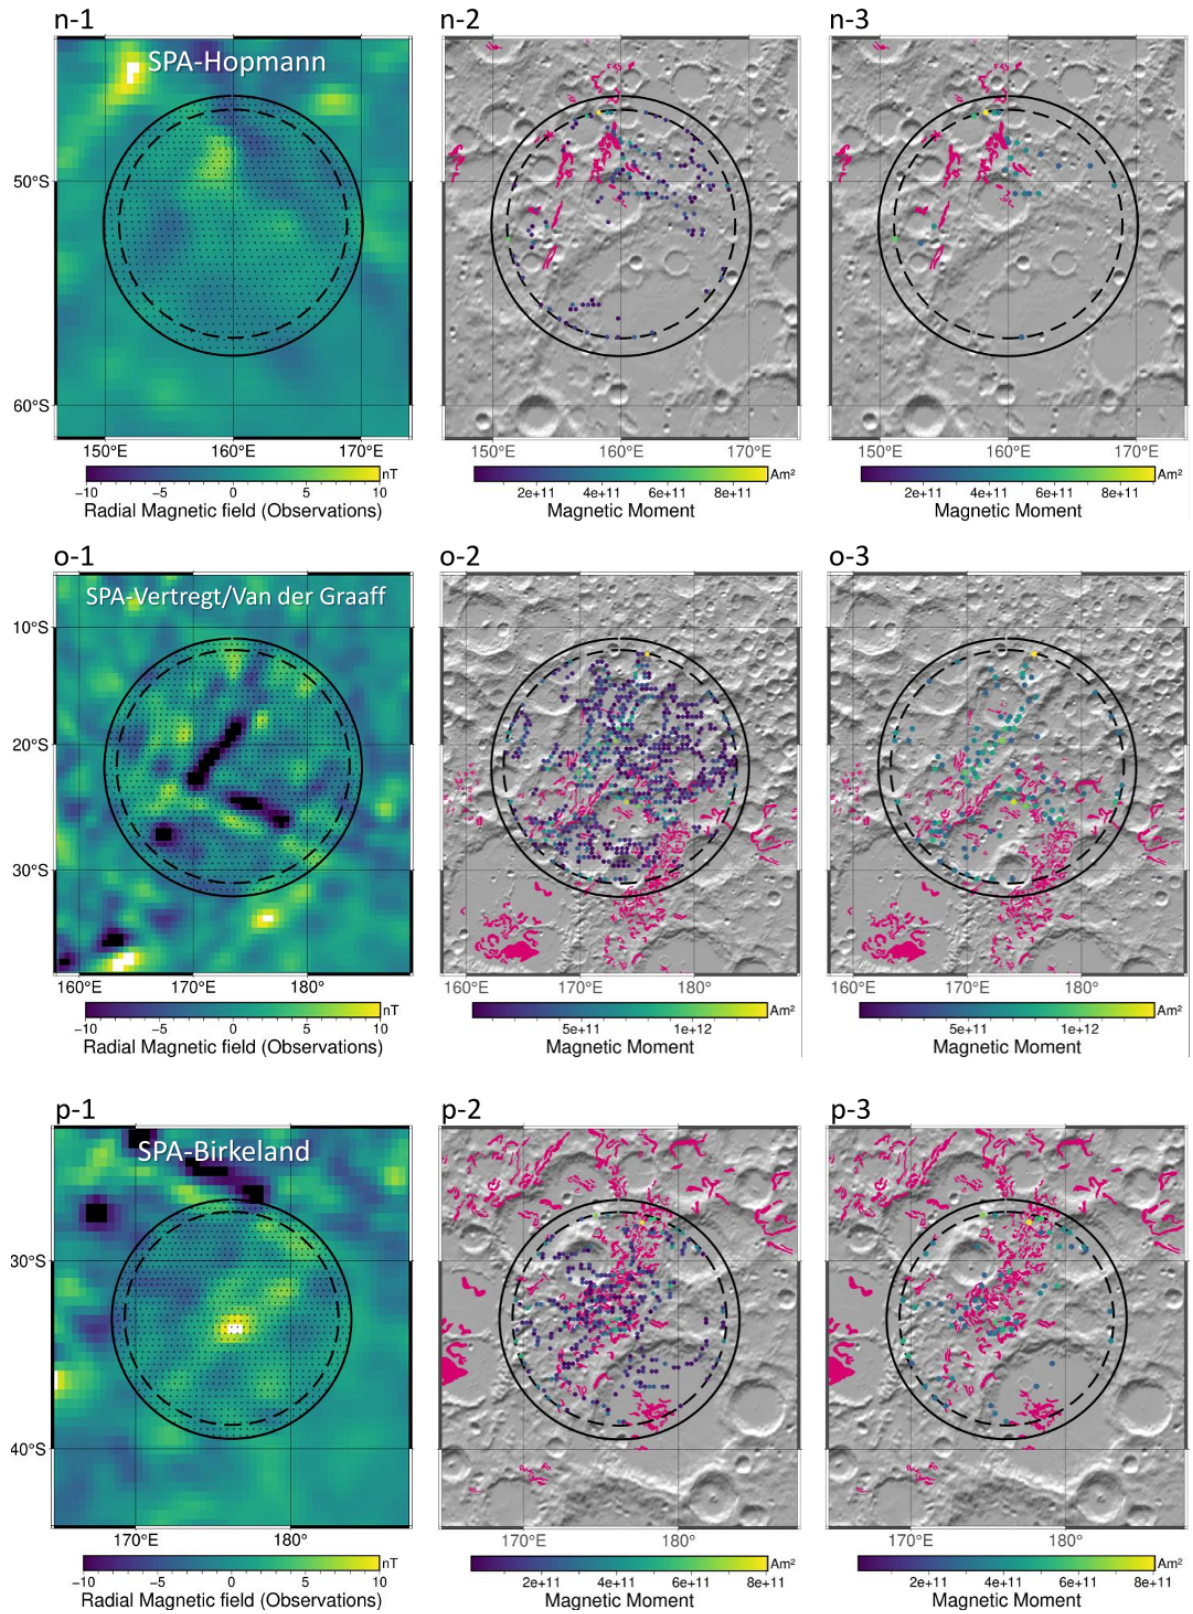 n-1
n-2
n-3
SPA-Hopmann
50°S
60°S
150°E 160°E 170°E
150°E 160°E 170°E
150°E 160°E 170°E
nT
−10 −5 0 5 10
Radial Magnetic field (Observations)
Am²
2e+11 4e+11 6e+11 8e+11
Magnetic Moment
Am²
2e+11 4e+11 6e+11 8e+11
Magnetic Moment
o-1
o-2
o-3
SPA-Vertregt/Van der Graaff
10°S
20°S
30°S
160°E 170°E 180°
160°E 170°E 180°
160°E 170°E 180°
nT
−10 −5 0 5 10
Radial Magnetic field (Observations)
Am²
5e+11 1e+12
Magnetic Moment
Am²
5e+11 1e+12
Magnetic Moment
p-1
p-2
p-3
SPA-Birkeland
30°S
40°S
170°E 180°
170°E 180°
170°E 180°
nT
−10 −5 0 5 10
Radial Magnetic field (Observations)
Am²
2e+11 4e+11 6e+11 8e+11
Magnetic Moment
Am²
2e+11 4e+11 6e+11 8e+11
Magnetic Moment